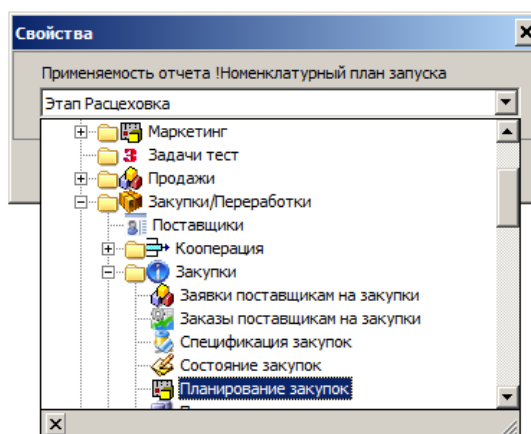 Свойства
Применяемость отчета !Номенклатурный план запуска
Этап Расцеховка
Маркетинг
Задачи тест
Продажи
Закупки/Переработки
Поставщики
Кооперация
Закупки
Заявки поставщикам на закупки
Заказы поставщикам на закупки
Спецификация закупок
Состояние закупок
Планирование закупок